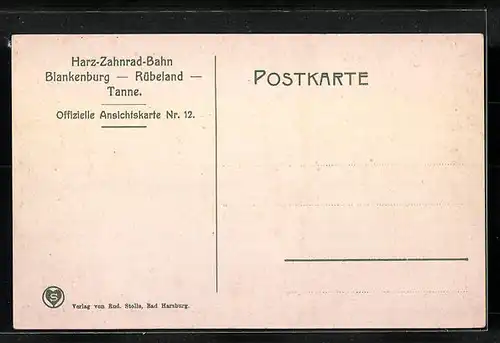 Harz-Zahnrad-Bahn
Blankenburg — Rübeland —
Tanne.
Offizielle Ansichtskarte Nr. 12.
POSTKARTE
S
Verlag von Rud. Stolle, Bad Harzburg.